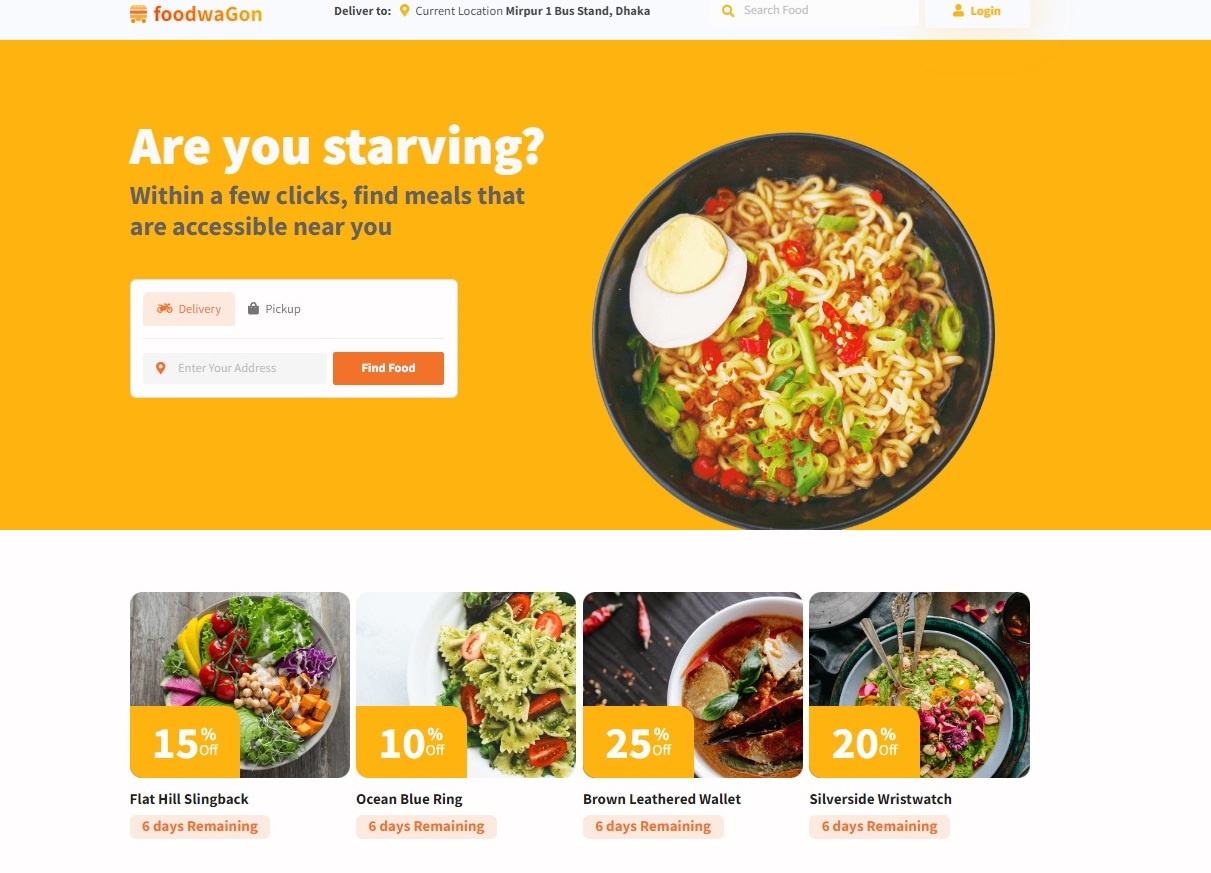 foodwaGon
Deliver to: Current Location Mirpur 1 Bus Stand, Dhaka
Search Food
Login
Are you starving?
Within a few clicks, find meals that
are accessible near you
Delivery
Pickup
Enter Your Address
Find Food
15% Off
10% Off
25% Off
20% Off
Flat Hill Slingback
Ocean Blue Ring
Brown Leathered Wallet
Silverside Wristwatch
6 days Remaining
6 days Remaining
6 days Remaining
6 days Remaining